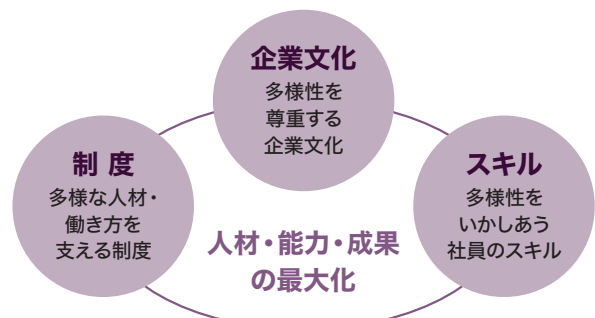 企業文化
多様性を
尊重する
企業文化
制 度
多様な人材・
働き方を
支える制度
スキル
多様性を
いかしあう
社員のスキル
人材・能力・成果
の最大化